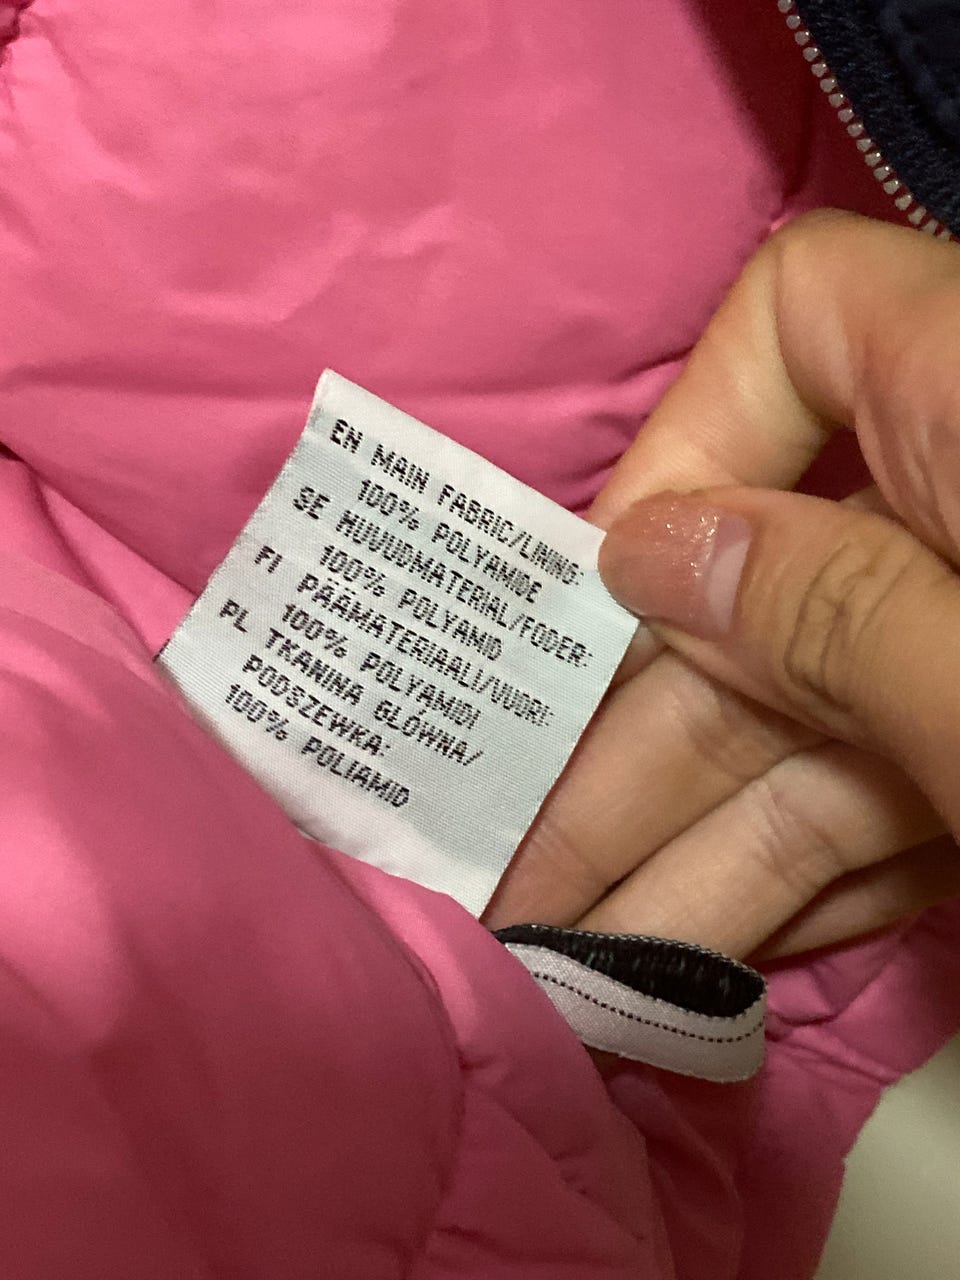 EN MAIN FABRIC/LINING:
100% POLYAMIDE
SE HUVUDMATERIAL/FODER:
100% POLYAMID
FI PÄÄMATERIAALI/VUORI:
100% POLYAMIDI
PL TKANINA GŁÓWNA/
PODSZEWKA:
100% POLIAMID